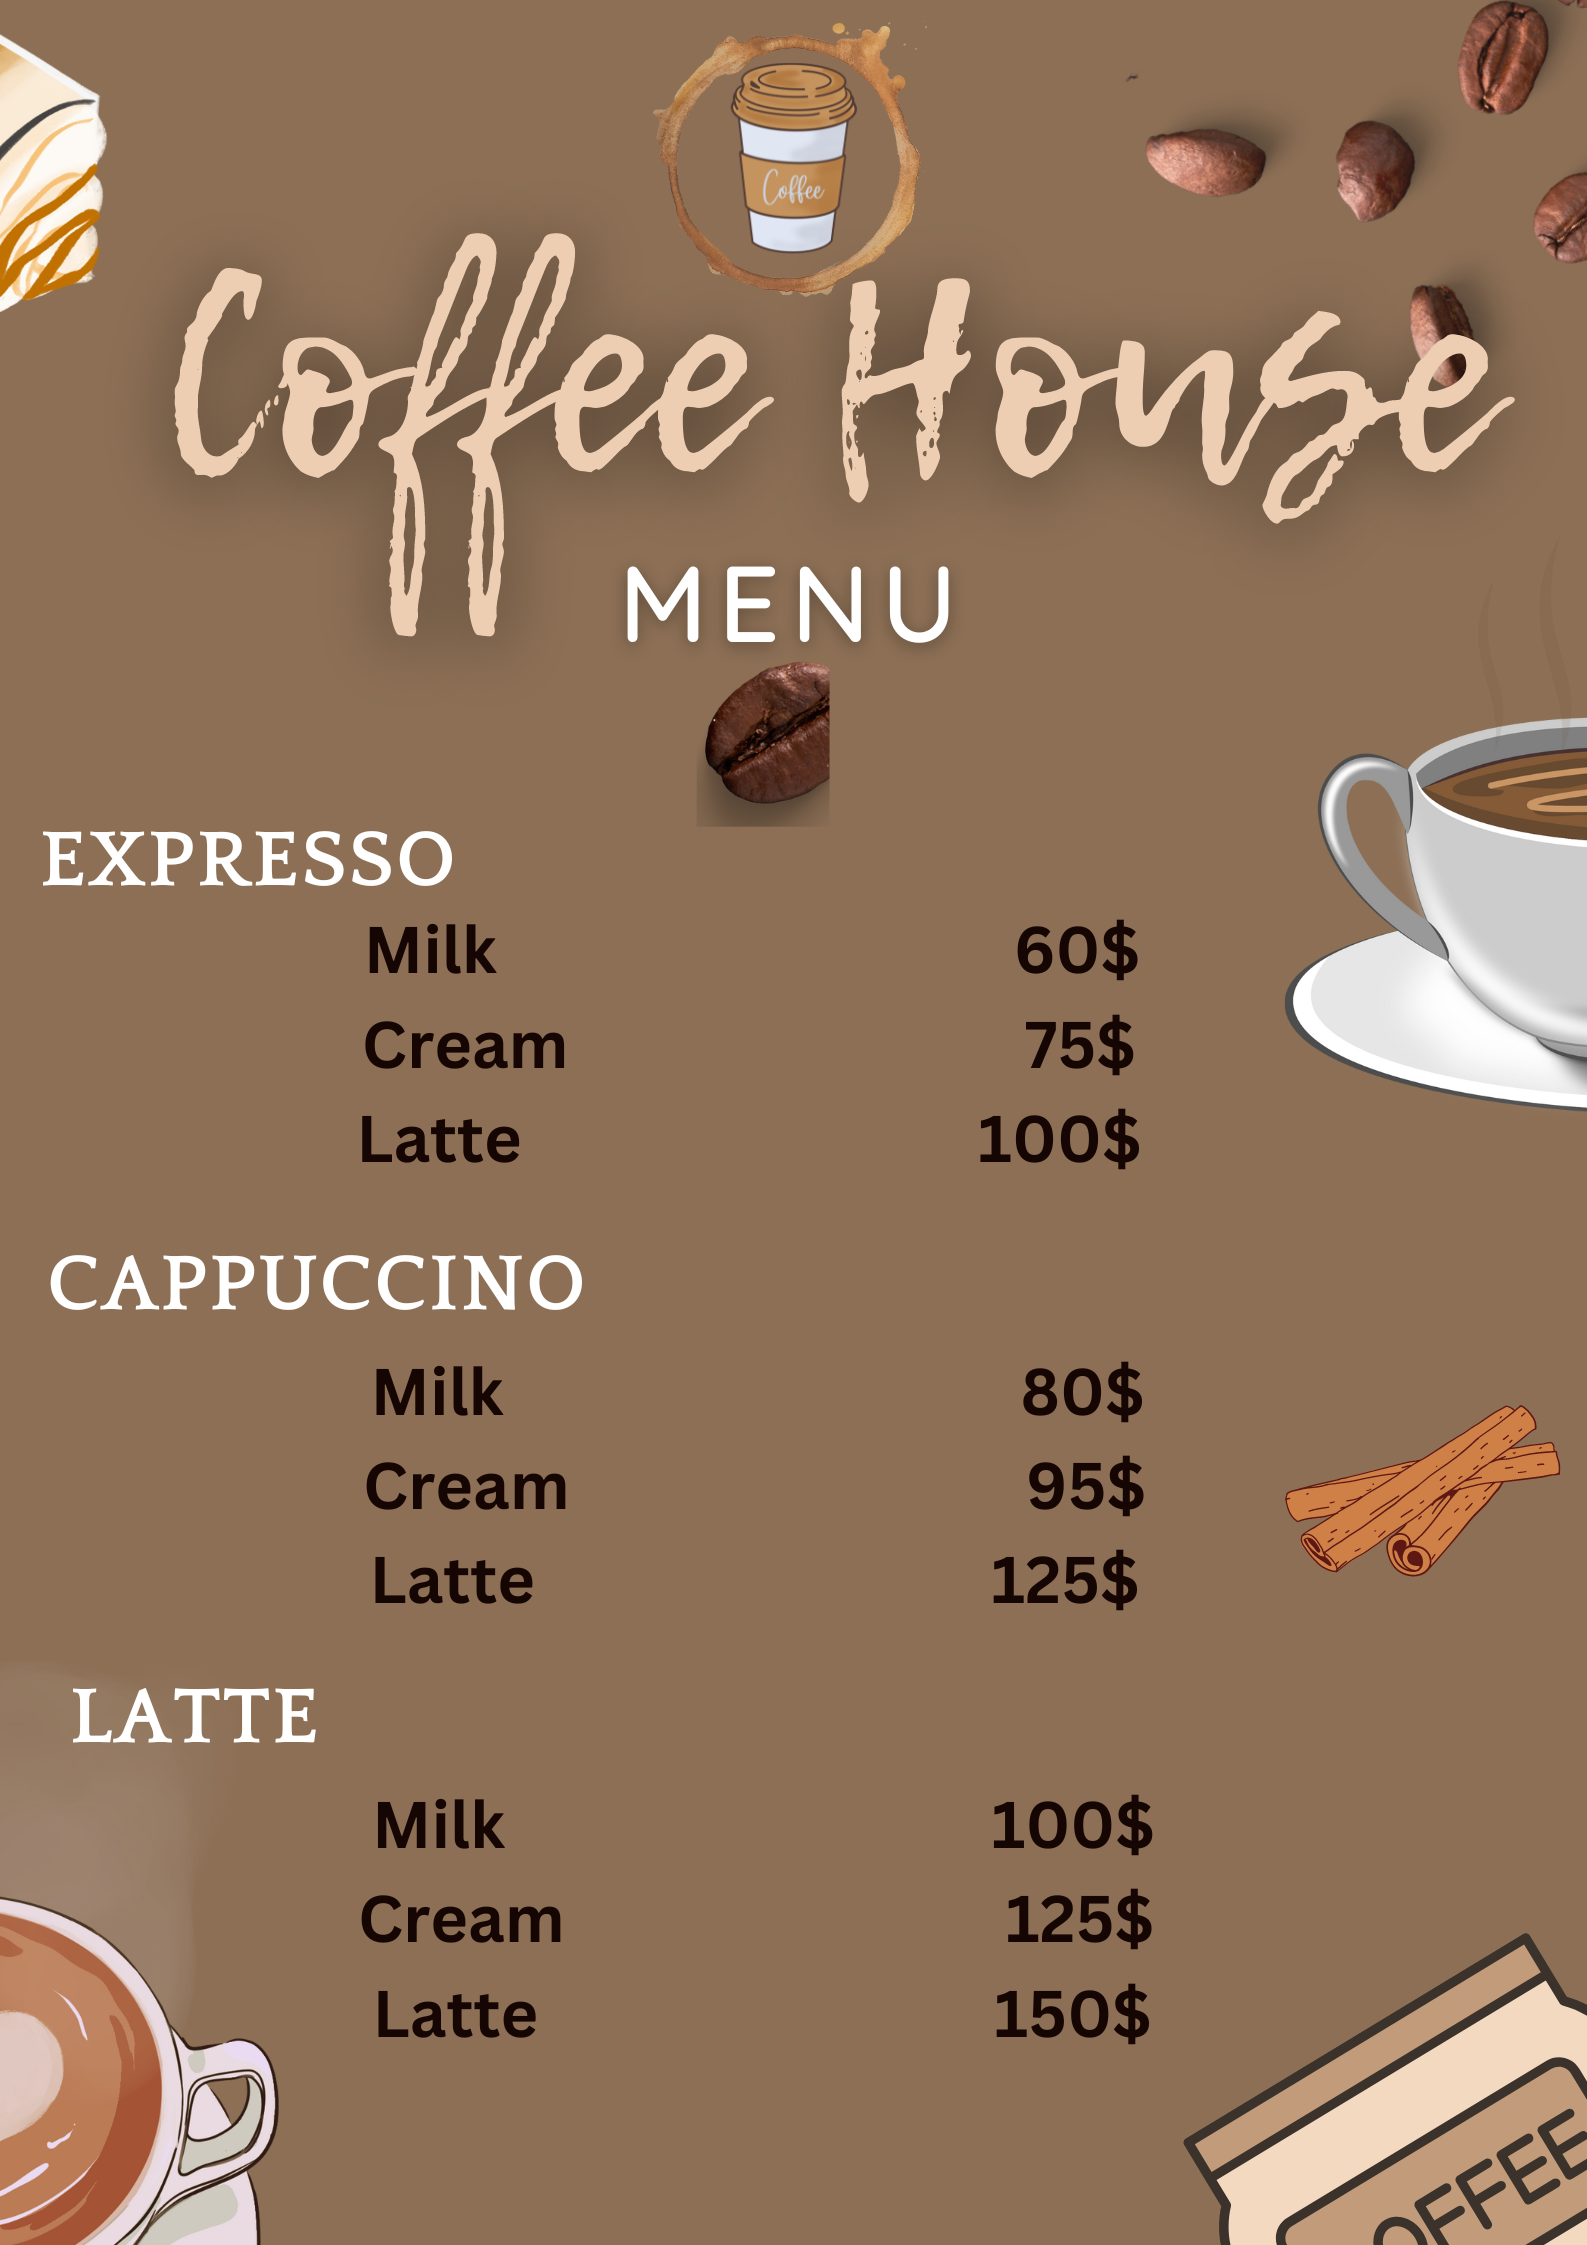 Coffee
Coffee House
MENU
EXPRESSO
Milk 60$
Cream 75$
Latte 100$
CAPPUCCINO
Milk 80$
Cream 95$
Latte 125$
LATTE
Milk 100$
Cream 125$
Latte 150$
OFFEE